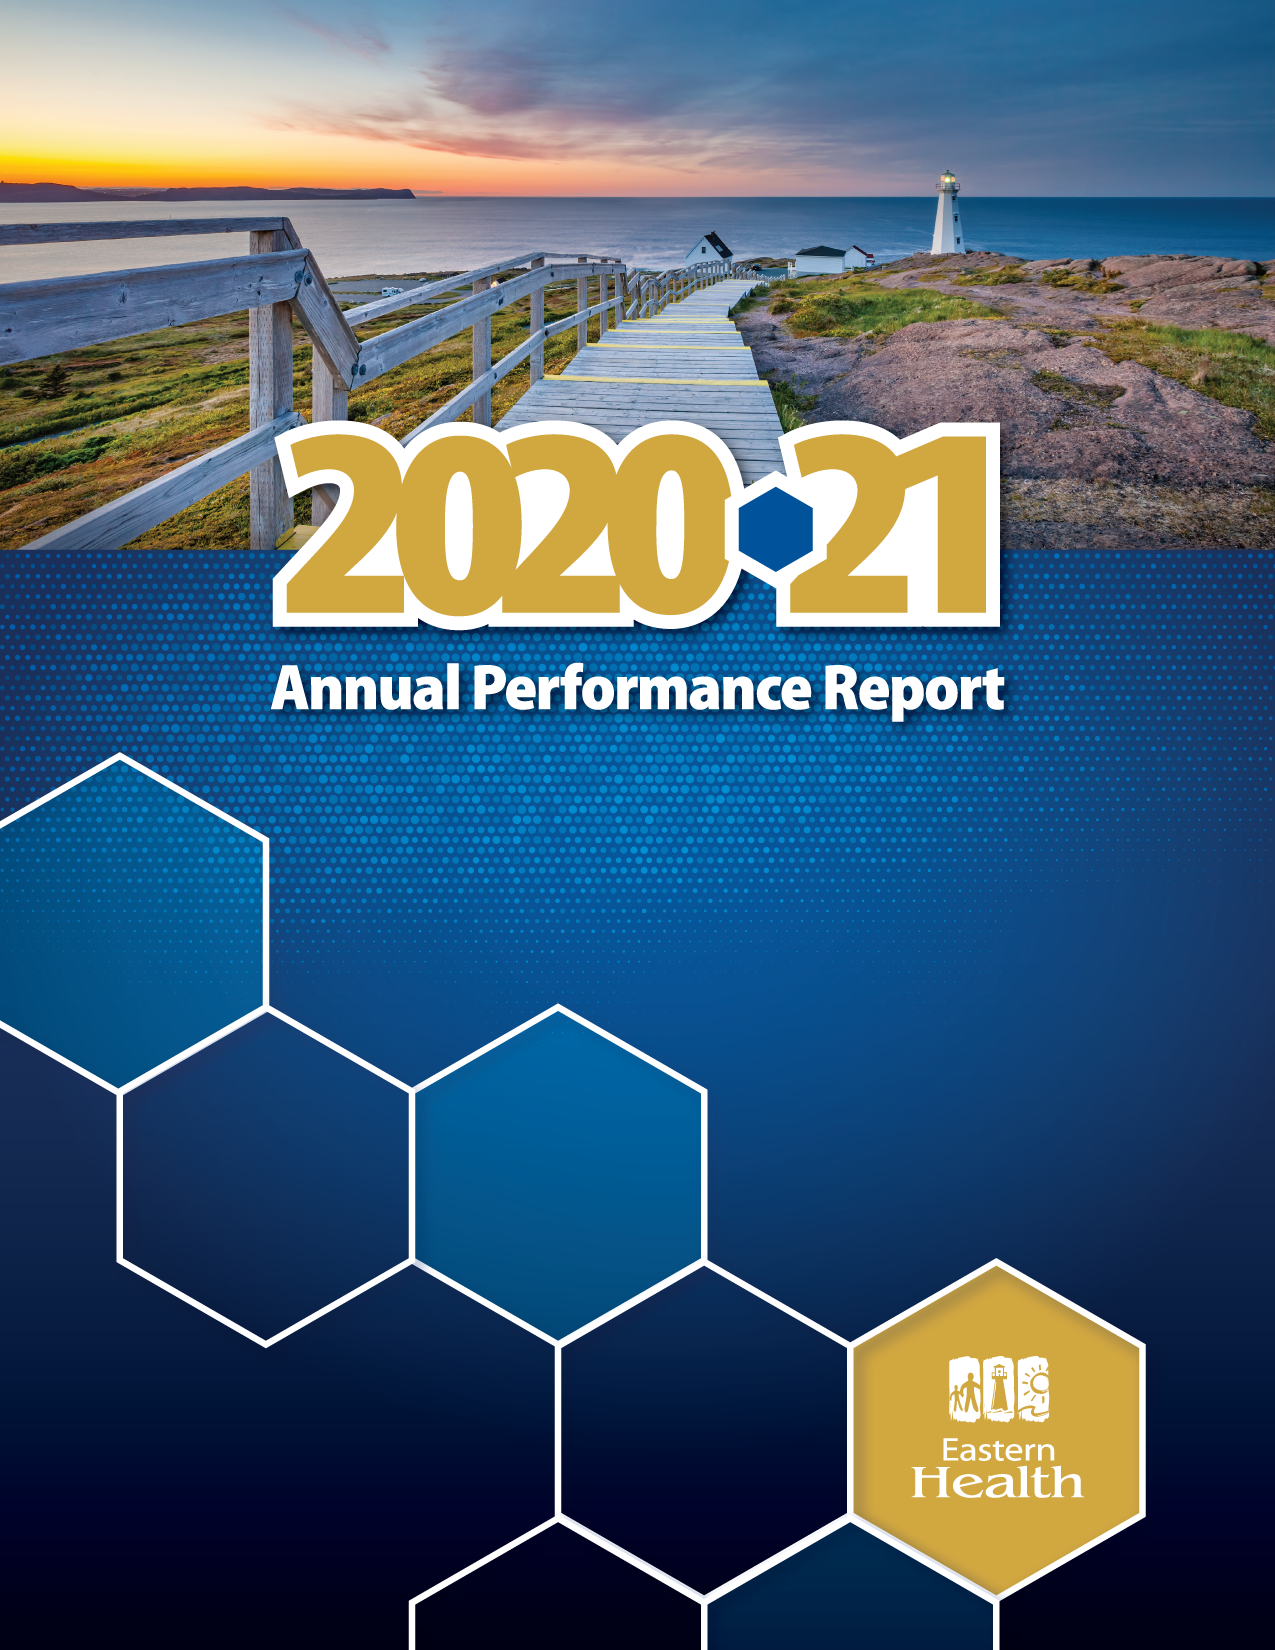 2020-21
Annual Performance Report
Eastern
Health